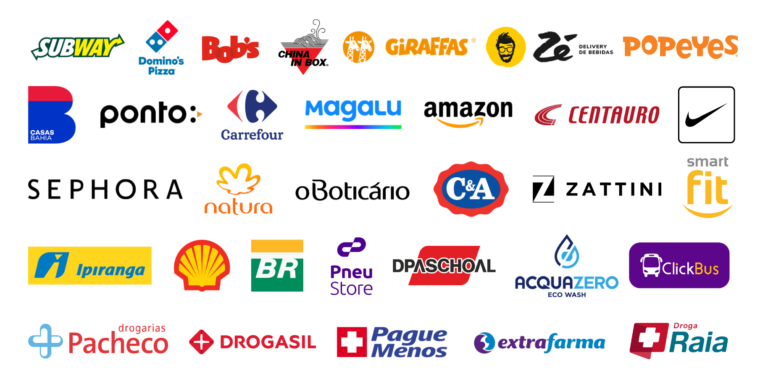 SUBWAY
Domino's
Pizza
Bob's
CHINA
IN BOX
GIRAFFAS
Zé DELIVERY
DE BEBIDAS
POPEYES
CASAS
BAHIA
ponto:
Carrefour
MagaLu
amazon
CENTAURO
SEPHORA
natura
oBoticário
C&A
ZATTINI
smart
fit
Ipiranga
BR
Pneu
Store
DPASCHOAL
ACQUAZERO
ECO WASH
ClickBus
drogarias
Pacheco
DROGASIL
Pague
Menos
extrafarma
Droga
Raia